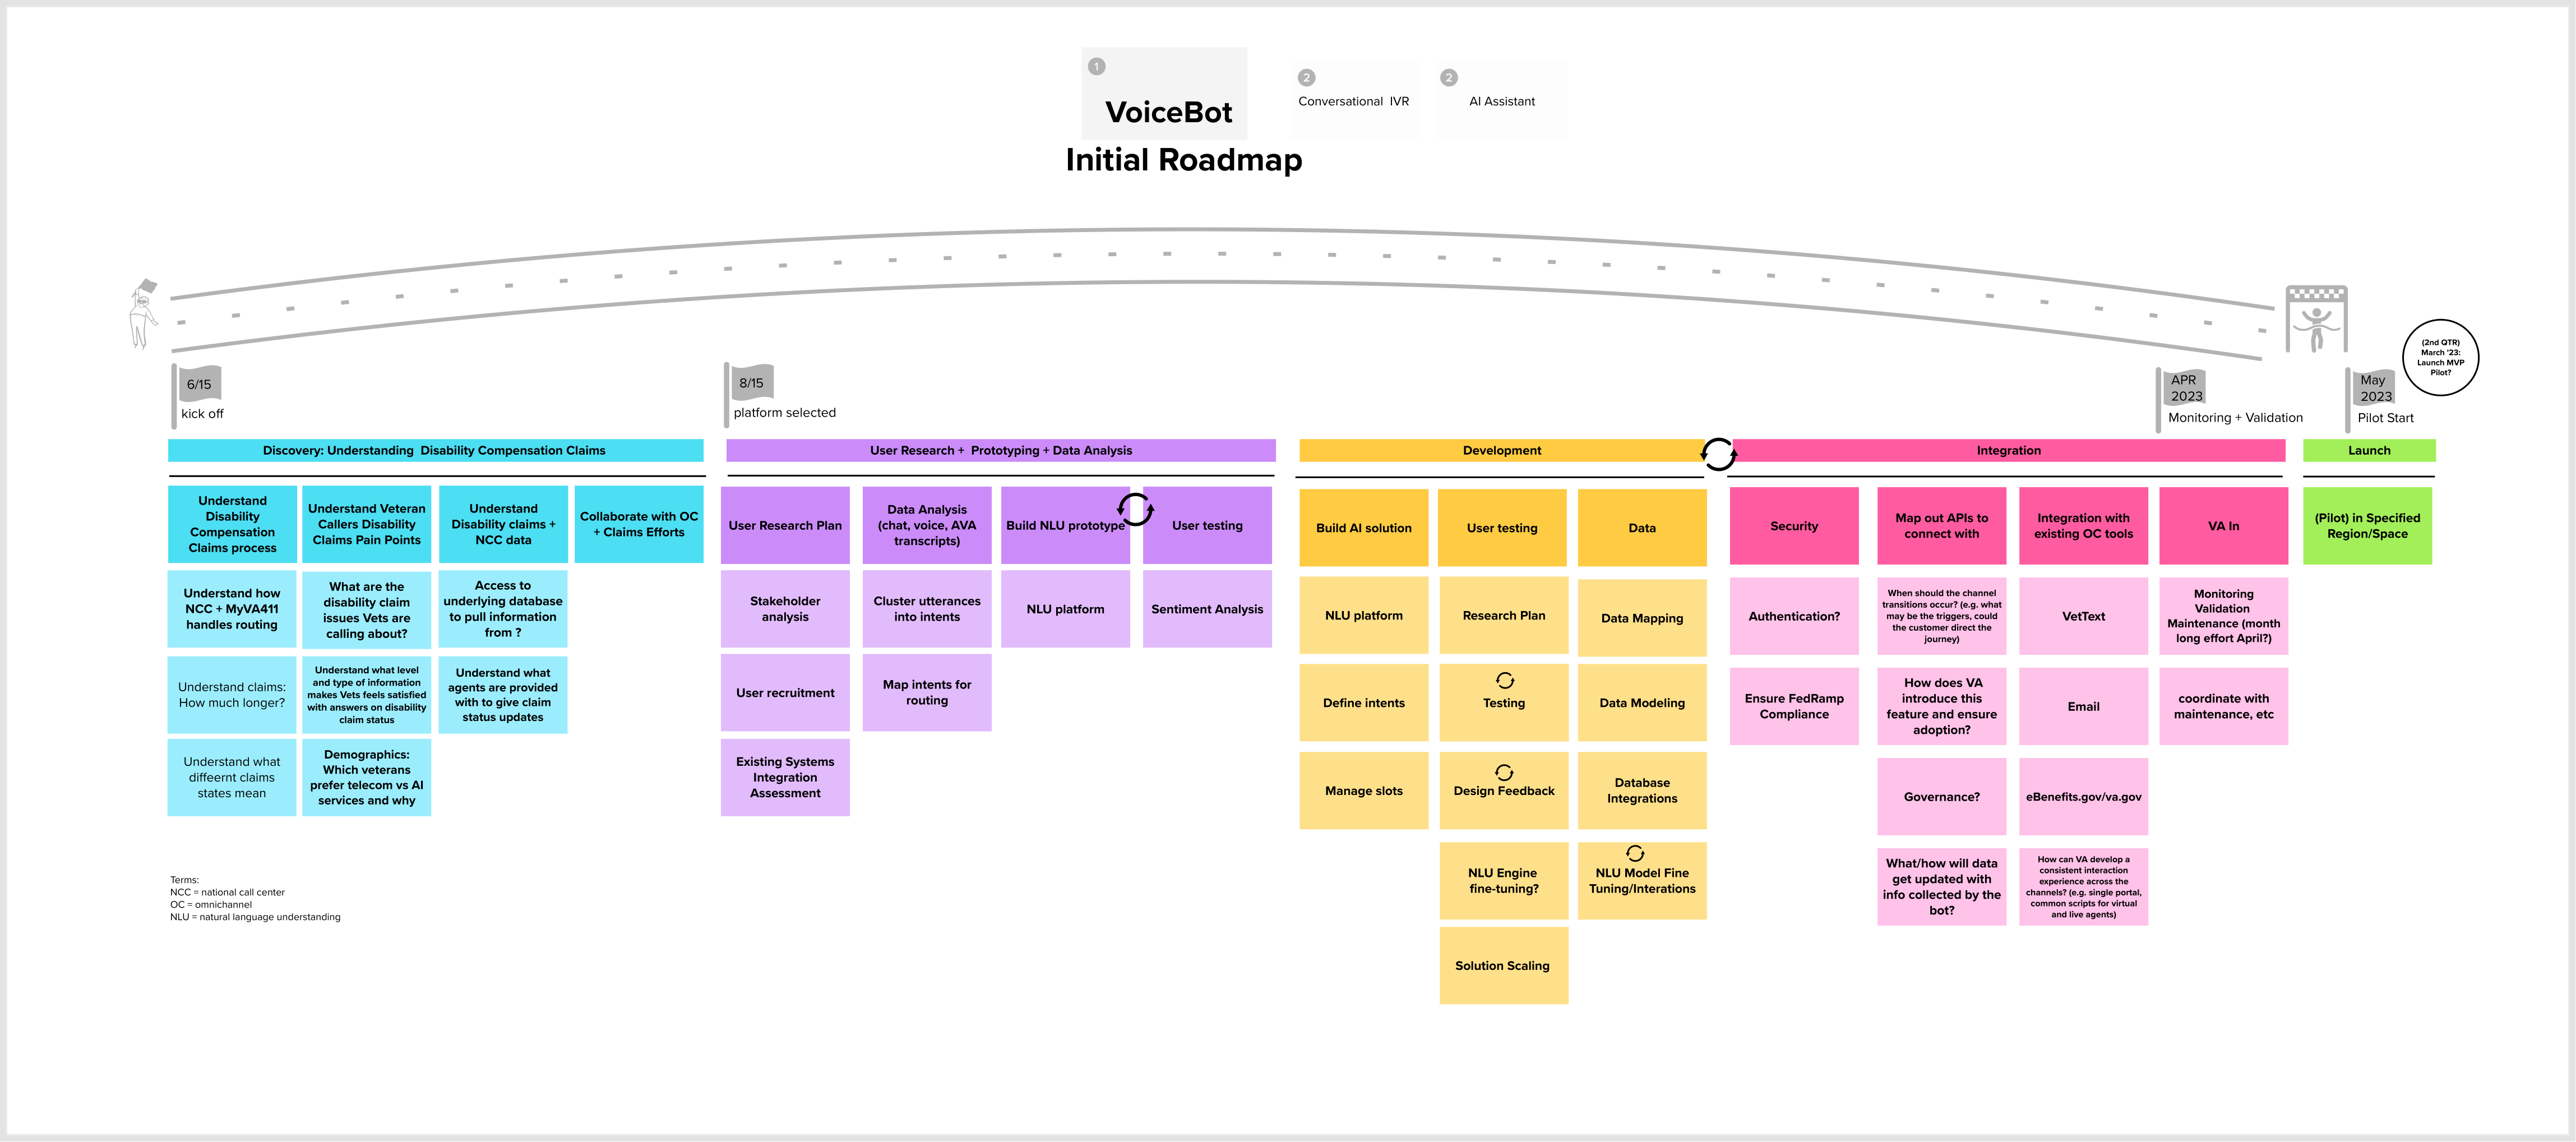 1
VoiceBot
2
Conversational IVR
2
AI Assistant
Initial Roadmap
6/15
kick off
8/15
platform selected
APR
2023
Monitoring + Validation
May
2023
Pilot Start
(2nd QTR)
March '23:
Launch MVP
Pilot?
Discovery: Understanding Disability Compensation Claims
User Research + Prototyping + Data Analysis
Development
Integration
Launch
Understand
Disability
Compensation
Claims process
Understand Veteran
Callers Disability
Claims Pain Points
Understand
Disability claims +
NCC data
Collaborate with OC
+ Claims Efforts
Understand how
NCC + MyVA411
handles routing
What are the
disability claim
issues Vets are
calling about?
Access to
underlying database
to pull information
from ?
Understand claims:
How much longer?
Understand what level
and type of information
makes Vets feels satisfied
with answers on disability
claim status
Understand what
agents are provided
with to give claim
status updates
Understand what
diffeernt claims
states mean
Demographics:
Which veterans
prefer telecom vs AI
services and why
User Research Plan
Data Analysis
(chat, voice, AVA
transcripts)
Build NLU prototype
User testing
Stakeholder
analysis
Cluster utterances
into intents
NLU platform
Sentiment Analysis
User recruitment
Map intents for
routing
Existing Systems
Integration
Assessment
Build AI solution
User testing
Data
NLU platform
Research Plan
Data Mapping
Define intents
Testing
Data Modeling
Manage slots
Design Feedback
Database
Integrations
NLU Engine
fine-tuning?
NLU Model Fine
Tuning/Interations
Solution Scaling
Security
Map out APIs to
connect with
Integration with
existing OC tools
VA In
Authentication?
When should the channel
transitions occur? (e.g. what
may be the triggers, could
the customer direct the
journey)
VetText
Monitoring
Validation
Maintenance (month
long effort April?)
Ensure FedRamp
Compliance
How does VA
introduce this
feature and ensure
adoption?
Email
coordinate with
maintenance, etc
Governance?
eBenefits.gov/va.gov
What/how will data
get updated with
info collected by the
bot?
How can VA develop a
consistent interaction
experience across the
channels? (e.g. single portal,
common scripts for virtual
and live agents)
(Pilot) in Specified
Region/Space
Terms:
NCC = national call center
OC = omnichannel
NLU = natural language understanding